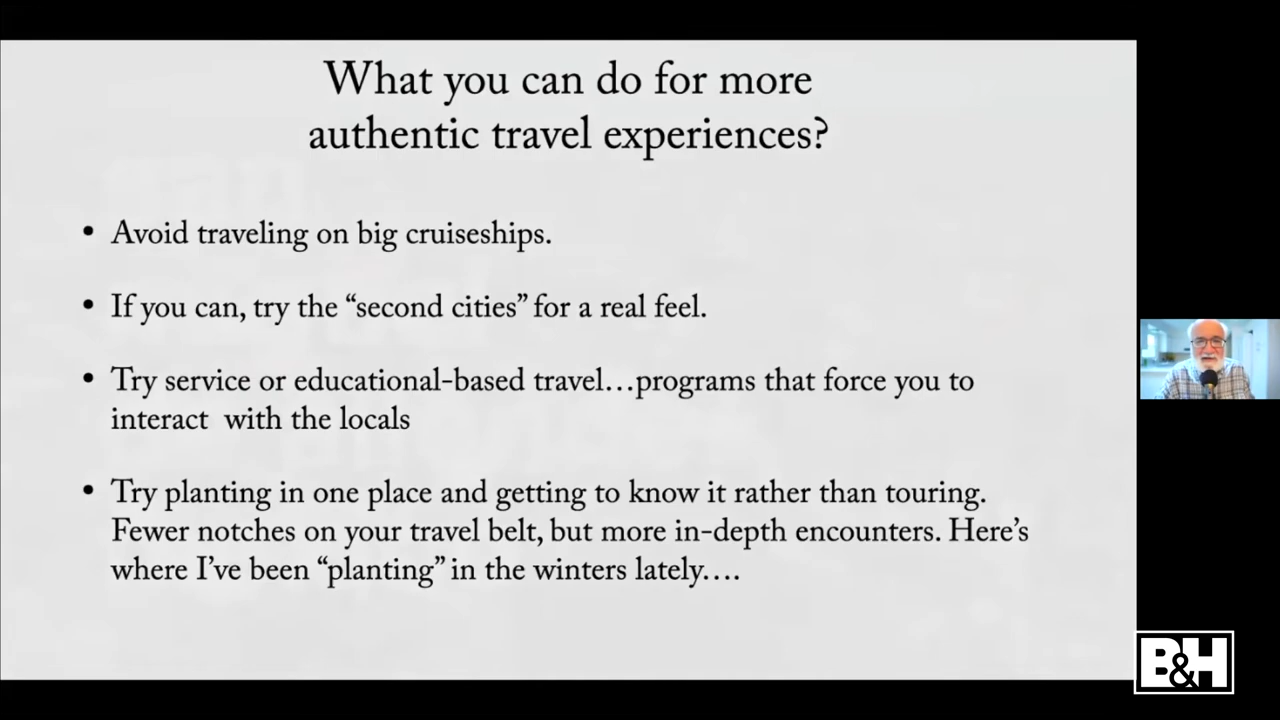 What you can do for more
authentic travel experiences?
• Avoid traveling on big cruiseships.
• If you can, try the “second cities” for a real feel.
• Try service or educational-based travel…programs that force you to
interact  with the locals
• Try planting in one place and getting to know it rather than touring.
Fewer notches on your travel belt, but more in-depth encounters. Here’s
where I’ve been “planting” in the winters lately….
B&H